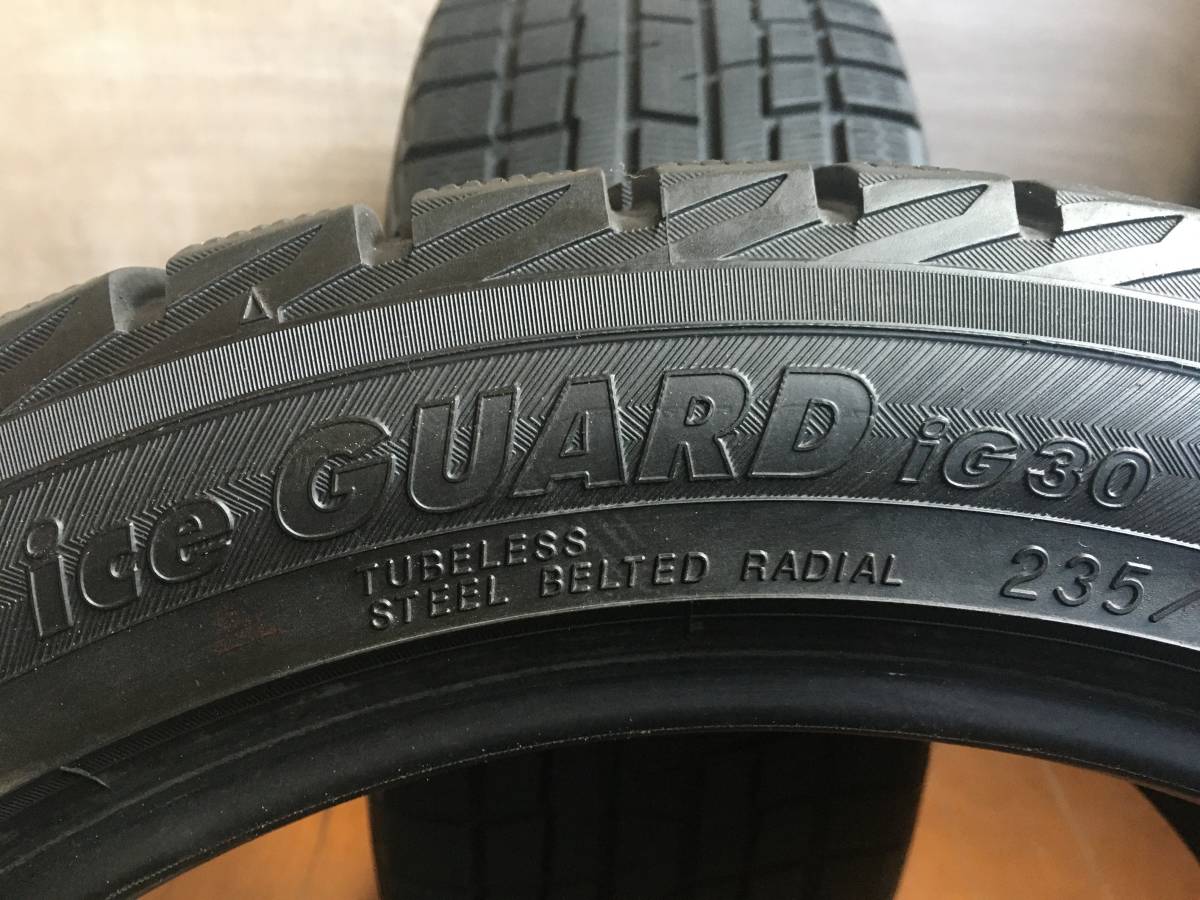 ice GUARD iG30
TUBELESS
STEEL BELTED RADIAL 235/